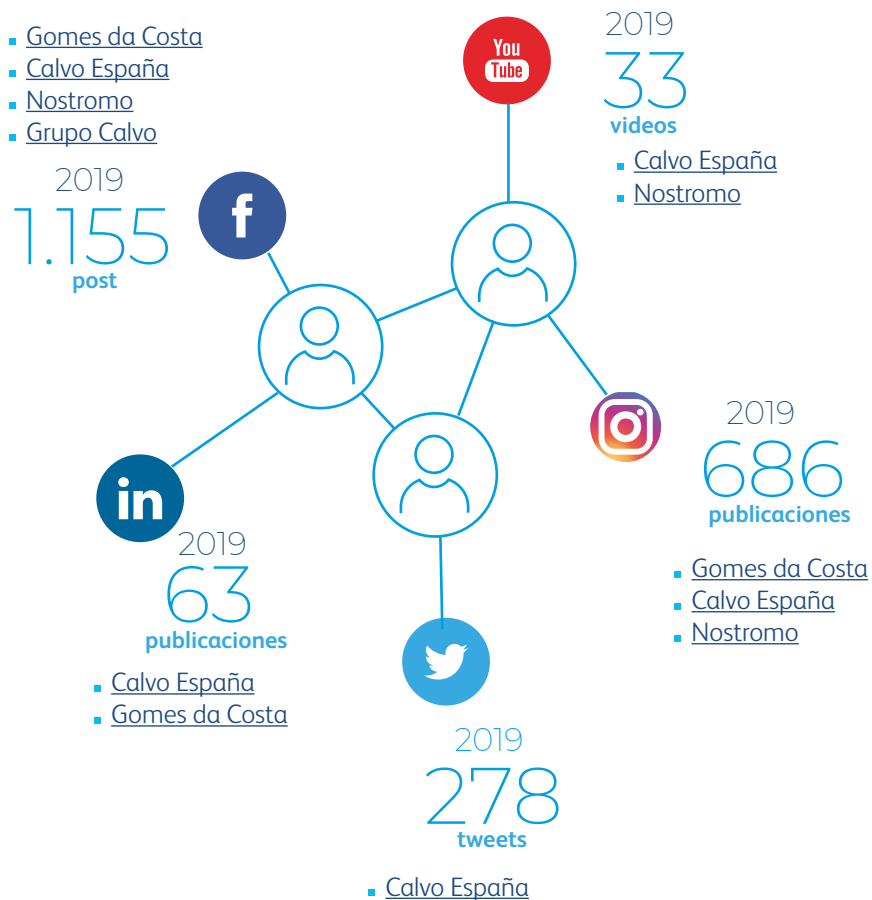 Gomes da Costa
Calvo España
Nostromo
Grupo Calvo
2019
1.155
post
f
You
Tube
2019
33
videos
Calvo España
Nostromo
2019
686
publicaciones
Gomes da Costa
Calvo España
Nostromo
in
2019
63
publicaciones
Calvo España
Gomes da Costa
2019
278
tweets
Calvo España